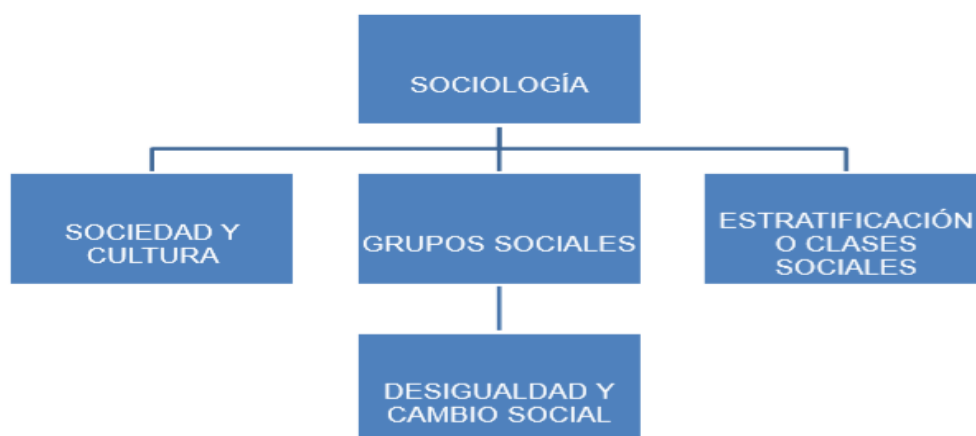 SOCIOLOGÍA
SOCIEDAD Y
CULTURA
GRUPOS SOCIALES
ESTRATIFICACIÓN
O CLASES
SOCIALES
DESIGUALDAD Y
CAMBIO SOCIAL